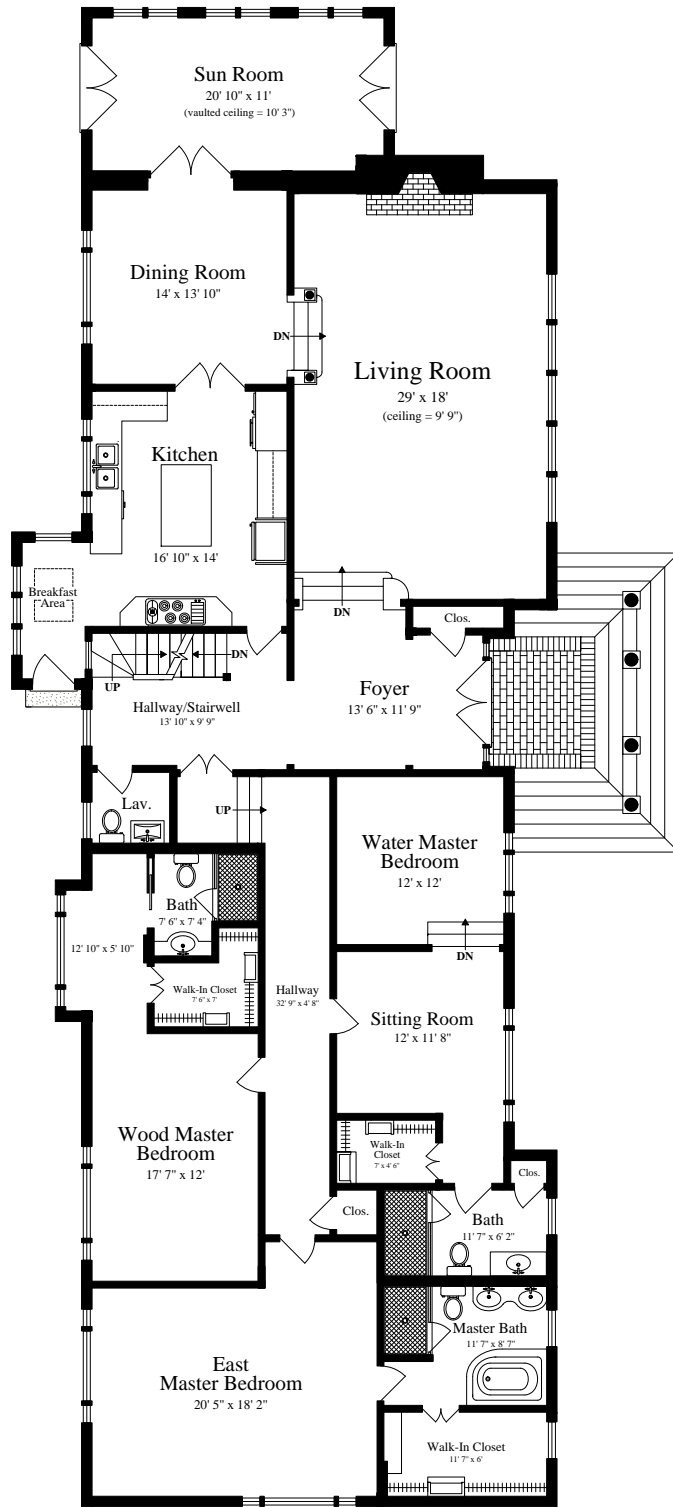 Sun Room
20' 10" x 11'
(vaulted ceiling = 10' 3")
Dining Room
14' x 13' 10"
DN
Living Room
29' x 18'
(ceiling = 9' 9")
Kitchen
16' 10" x 14'
Breakfast
Area
DN
Clos.
DN
UP
Hallway/Stairwell
13' 10" x 9' 9"
Foyer
13' 6" x 11' 9"
Lav.
UP
Water Master
Bedroom
12' x 12'
DN
Bath
7' 6" x 7' 4"
12' 10" x 5' 10"
Walk-In Closet
7' 6" x 7'
Hallway
32' 9" x 4' 8"
Sitting Room
12' x 11' 8"
Wood Master
Bedroom
17' 7" x 12'
Walk-In
Closet
7' x 4' 6"
Clos.
Clos.
Bath
11' 7" x 6' 2"
Master Bath
11' 7" x 8' 7"
East
Master Bedroom
20' 5" x 18' 2"
Walk-In Closet
11' 7" x 6'